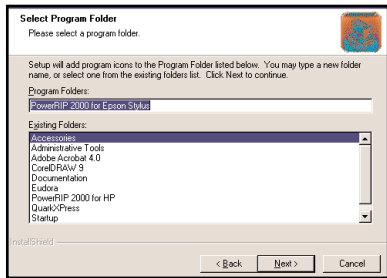 Select Program Folder
Please select a program folder.
Setup will add program icons to the Program Folder listed below. You may type a new folder
name, or select one from the existing folders list. Click Next to continue.
Program Folders:
PowerRIP 2000 for Epson Stylus
Existing Folders:
Accessories
Administrative Tools
Adobe Acrobat 4.0
CorelDRAW 9
Documentation
Eudora
PowerRIP 2000 for HP
QuarkXPress
Startup
InstallShield
< Back Next > Cancel